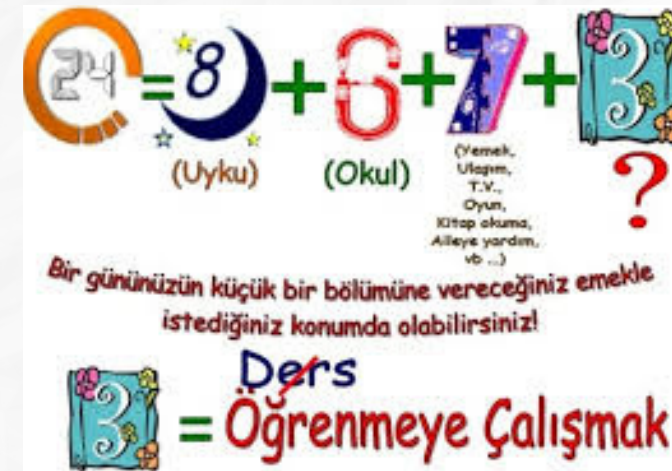 24=8+6+7+3
(Uyku) (Okul) (Yemek,
Ulaşım,
T.V.,
Oyun,
Kitap okuma,
Aileye yardım,
vb ...)
?
Bir gününüzün küçük bir bölümüne vereceğiniz emekle
istediğiniz konumda olabilirsiniz!
Ders
3 = Öğrenmeye Çalışmak